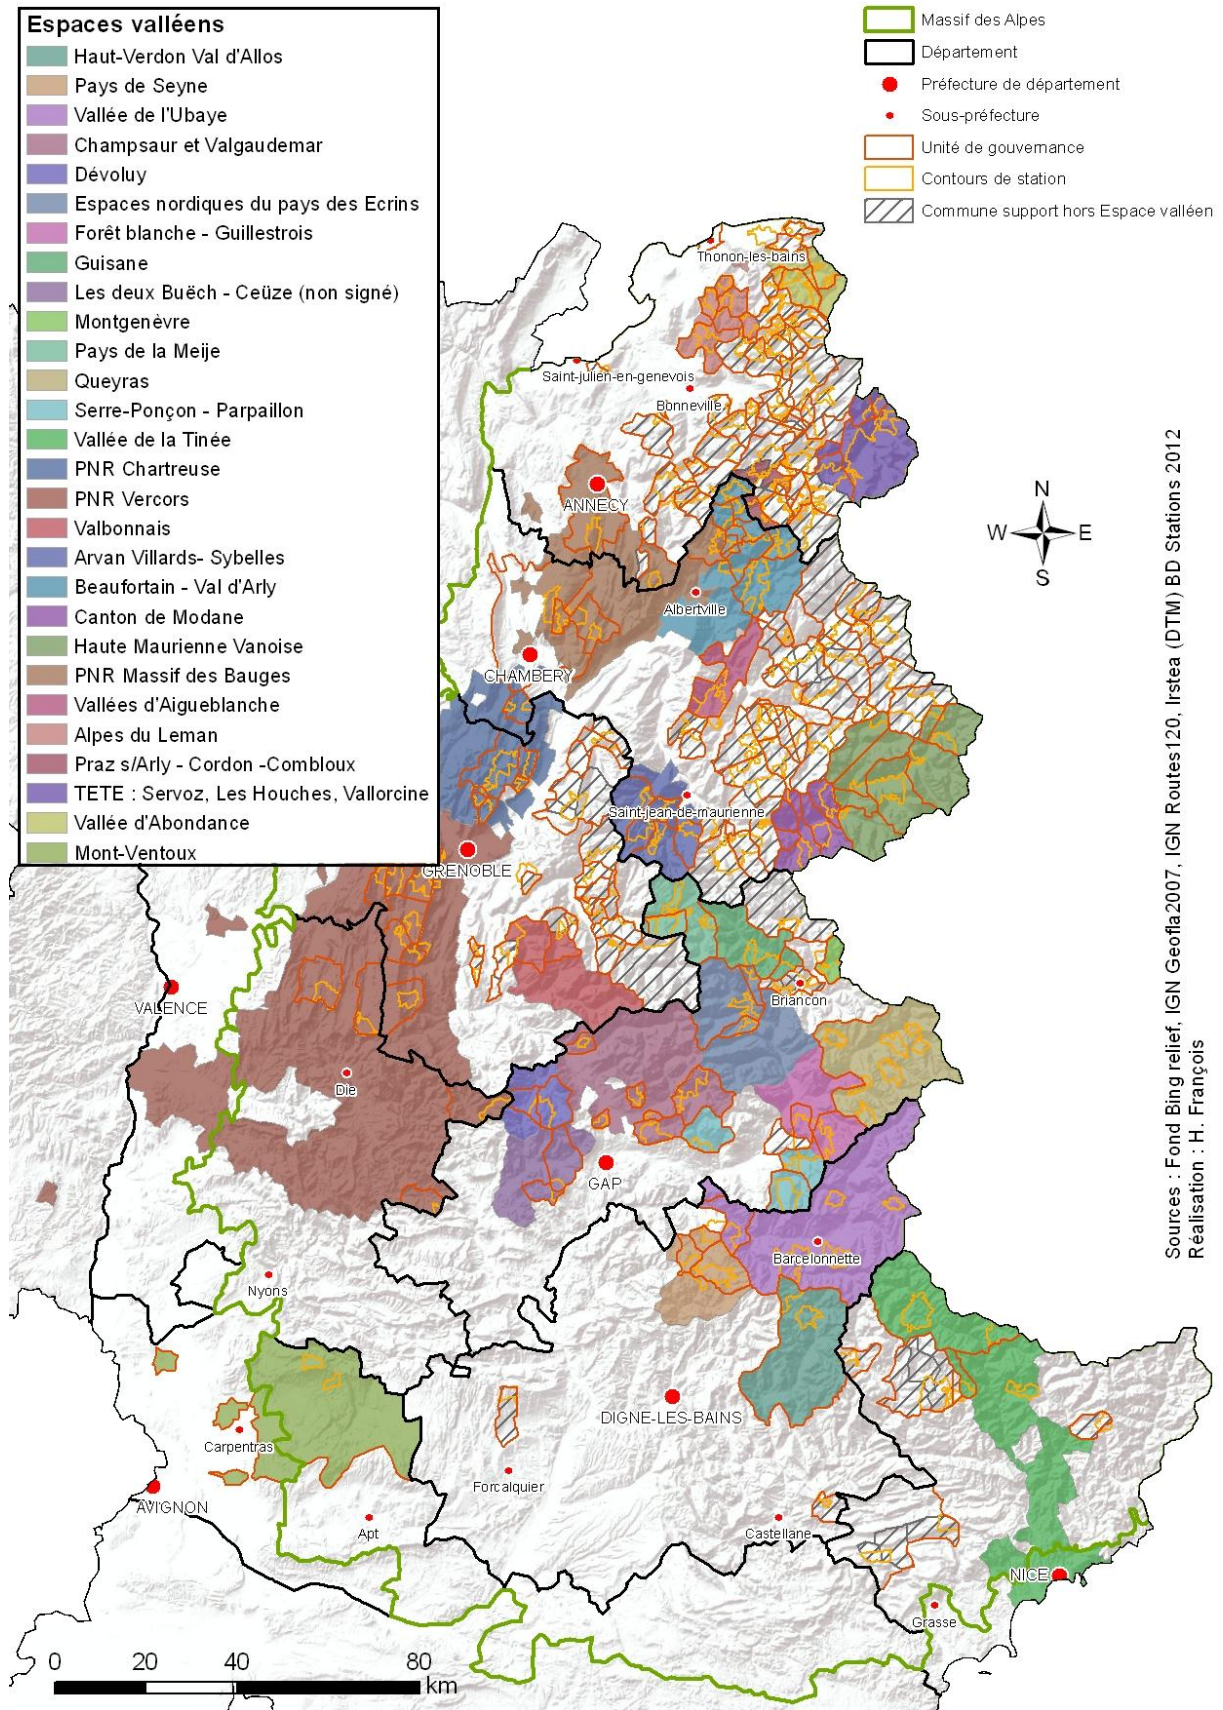 Espaces valléens
Haut-Verdon Val d'Allos
Pays de Seyne
Vallée de l'Ubaye
Champsaur et Valgaudemar
Dévoluy
Espaces nordiques du pays des Ecrins
Forêt blanche - Guillestrois
Guisane
Les deux Buëch - Ceüze (non signé)
Montgenèvre
Pays de la Meije
Queyras
Serre-Ponçon - Parpaillon
Vallée de la Tinée
PNR Chartreuse
PNR Vercors
Valbonnais
Arvan Villards- Sybelles
Beaufortain - Val d'Arly
Canton de Modane
Haute Maurienne Vanoise
PNR Massif des Bauges
Vallées d'Aigueblanche
Alpes du Leman
Praz s/Arly - Cordon -Combloux
TETE : Servoz, Les Houches, Vallorcine
Vallée d'Abondance
Mont-Ventoux
Massif des Alpes
Département
Préfecture de département
Sous-préfecture
Unité de gouvernance
Contours de station
Commune support hors Espace valléen
Thonon-les-bains
Saint-julien-en-genevois
Bonneville
ANNECY
Albertville
CHAMBERY
Saint-jean-de-maurienne
GRENOBLE
Briancon
VALENCE
Die
GAP
Barcelonnette
Nyons
DIGNE-LES-BAINS
Carpentras
Forcalquier
AVIGNON
Apt
Castellane
NICE
Grasse
N
W E
S
0 20 40 80
km
Sources : Fond Bing relief, IGN Geofla2007, IGN Routes120, Irstea (DTM) BD Stations 2012
Réalisation : H. François